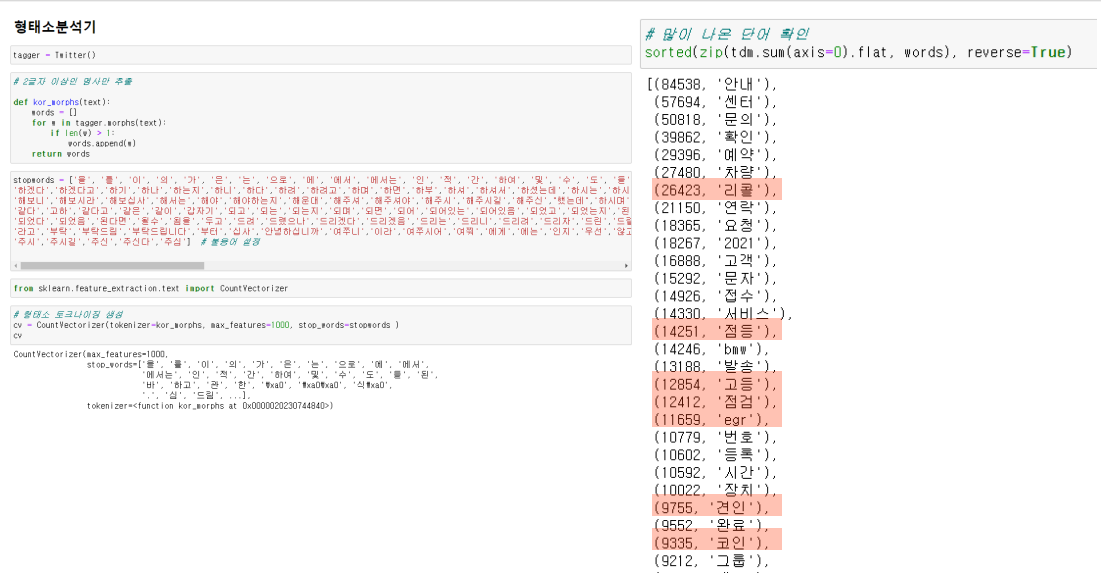 형태소분석기
tagger = Twitter()
# 2글자 이상인 명사만 추출
def kor_morphs(text):
    words = []
    for w in tagger.morphs(text):
        if len(w) > 1:
            words.append(w)
    return words
stopwords = ['을', '를', '이', '의', '가', '은', '는', '으로', '에', '에서', '에서는', '인', '적', '간', '하여', '및', '수', '도', '를'
'하겠다','하겠다고','하기','하나','하는지','하니','하다','하려','하려고','하며','하면','하부','하셔','하셔서','하셨는데','하시는','하시
'해보니','해보시라','해보십사','해서는','해야','해야하는지','해운대','해주셔','해주셔야','해주시','해주시길','해주신','했는데','하시며
'같다','고하','같다고','같은','같이','갑자기','되고','되는','되는지','되며','되면','되어','되어있는','되어있음','되었고','되었는지','된
'되었다','되었음','된다면','될수','됨을','두고','드려','드렸으나','드리겠다','드리겠음','드리는','드리니','드리려','드리자','드린','드릴
'라고','부탁','부탁드림','부탁드립니다','부터','십사','안녕하십니까','여주니','이라','여주시어','여쭤','에게','에는','인지','우선','않고
'주시','주시길','주신','주신다','주심']  # 불용어 설정
from sklearn.feature_extraction.text import CountVectorizer
# 형태소 토크나이징 생성
cv = CountVectorizer(tokenizer=kor_morphs, max_features=1000, stop_words=stopwords )
cv
CountVectorizer(max_features=1000,
                stop_words=['을', '를', '이', '의', '가', '은', '는', '으로', '에', '에서',
                            '에서는', '인', '적', '간', '하여', '및', '수', '도', '를', '된',
                            '바', '하고', '관', '한', '₩xa0', '₩xa0₩xa0', '식₩xa0',
                            '.', '심', '드림', ...],
                tokenizer=<function kor_morphs at 0x0000020230744840>)
# 많이 나온 단어 확인
sorted(zip(tdm.sum(axis=0).flat, words), reverse=True)
[(84538, '안내'),
 (57694, '센터'),
 (50818, '문의'),
 (39862, '확인'),
 (29396, '예약'),
 (27480, '차량'),
 (26423, '리콜'),
 (21150, '연락'),
 (18365, '요청'),
 (18267, '2021'),
 (16888, '고객'),
 (15292, '문자'),
 (14926, '접수'),
 (14330, '서비스'),
 (14251, '점등'),
 (14246, 'bmw'),
 (13188, '발송'),
 (12854, '고등'),
 (12412, '점검'),
 (11659, 'egr'),
 (10779, '번호'),
 (10602, '등록'),
 (10592, '시간'),
 (10022, '장치'),
 (9755, '견인'),
 (9552, '완료'),
 (9335, '코인'),
 (9212, '그룹'),